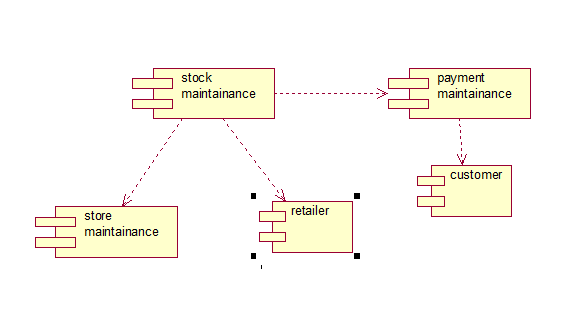 stock
maintainance
payment
maintainance
customer
store
maintainance
retailer